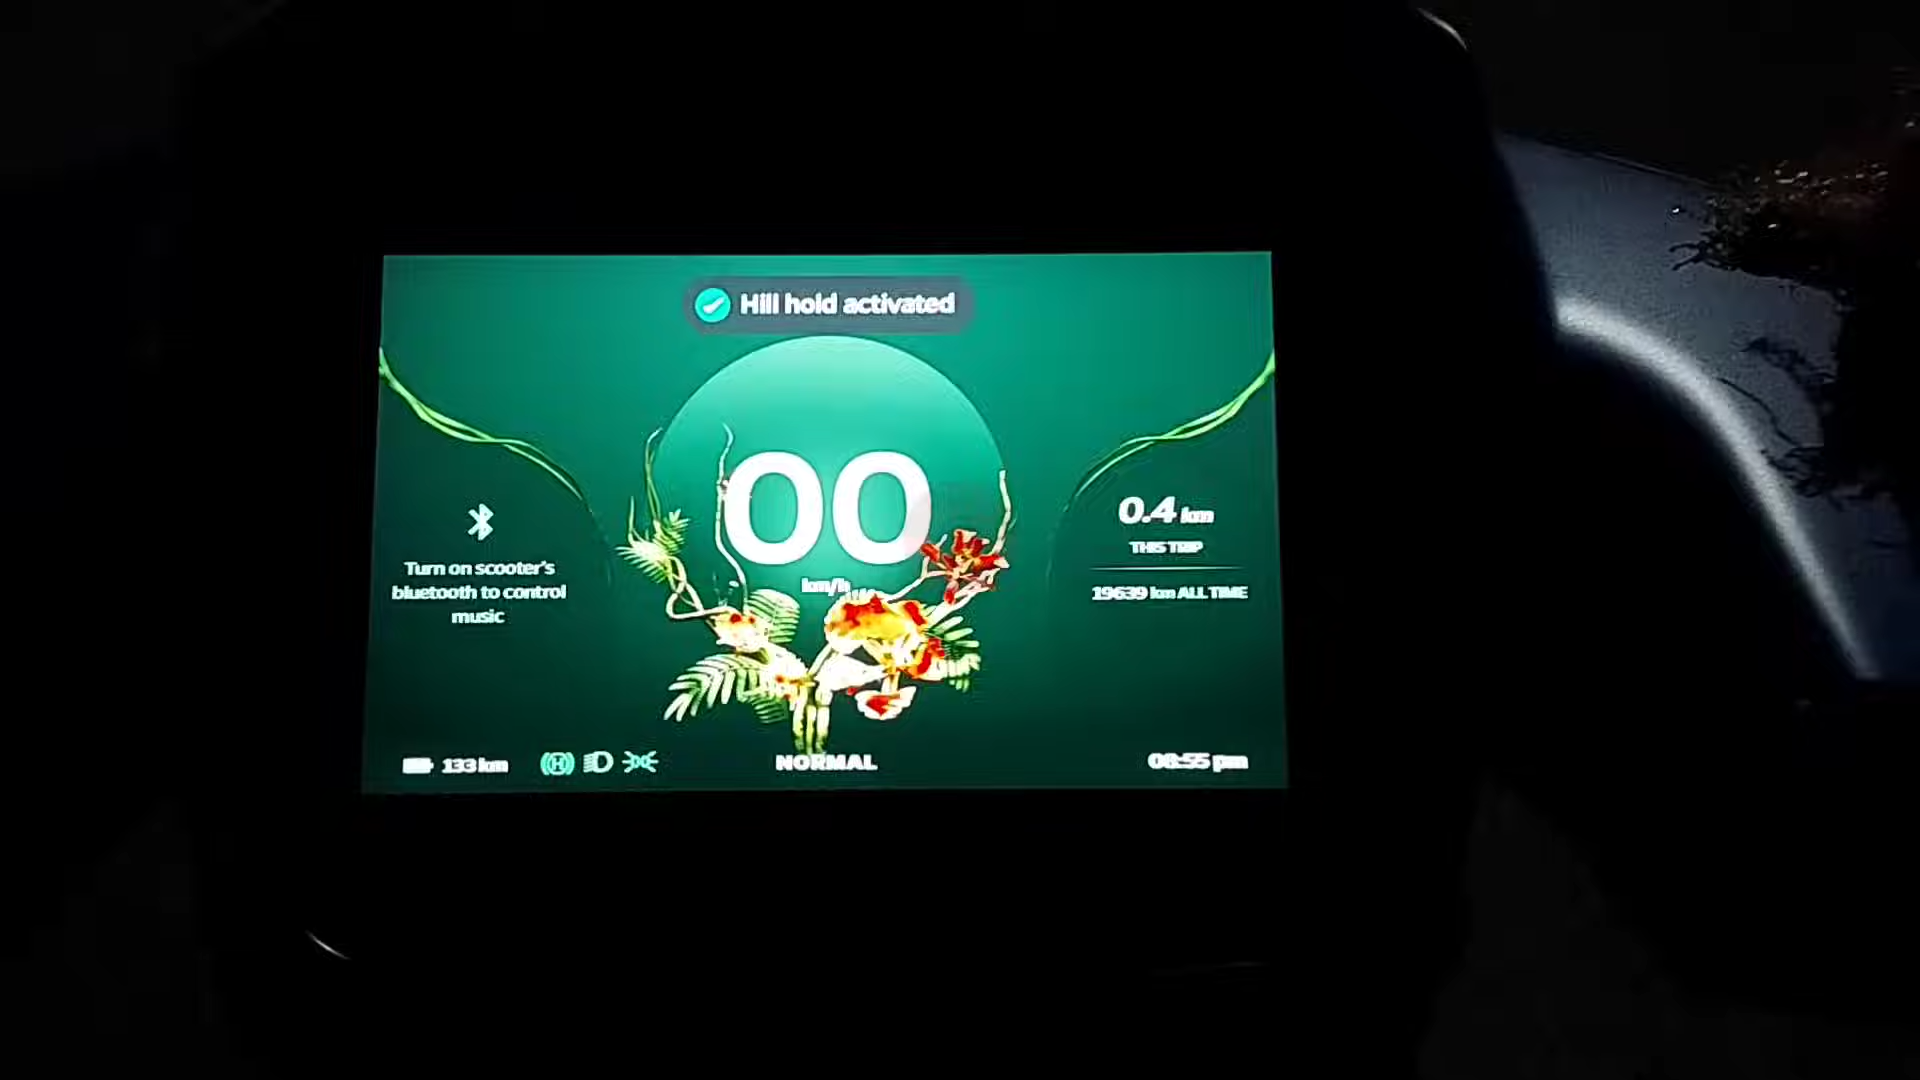 Hill hold activated
00
km/h
Turn on scooter's
bluetooth to control
music
0.4 km
THIS TRIP
19639 km ALL TIME
133 km
NORMAL
08:55 pm